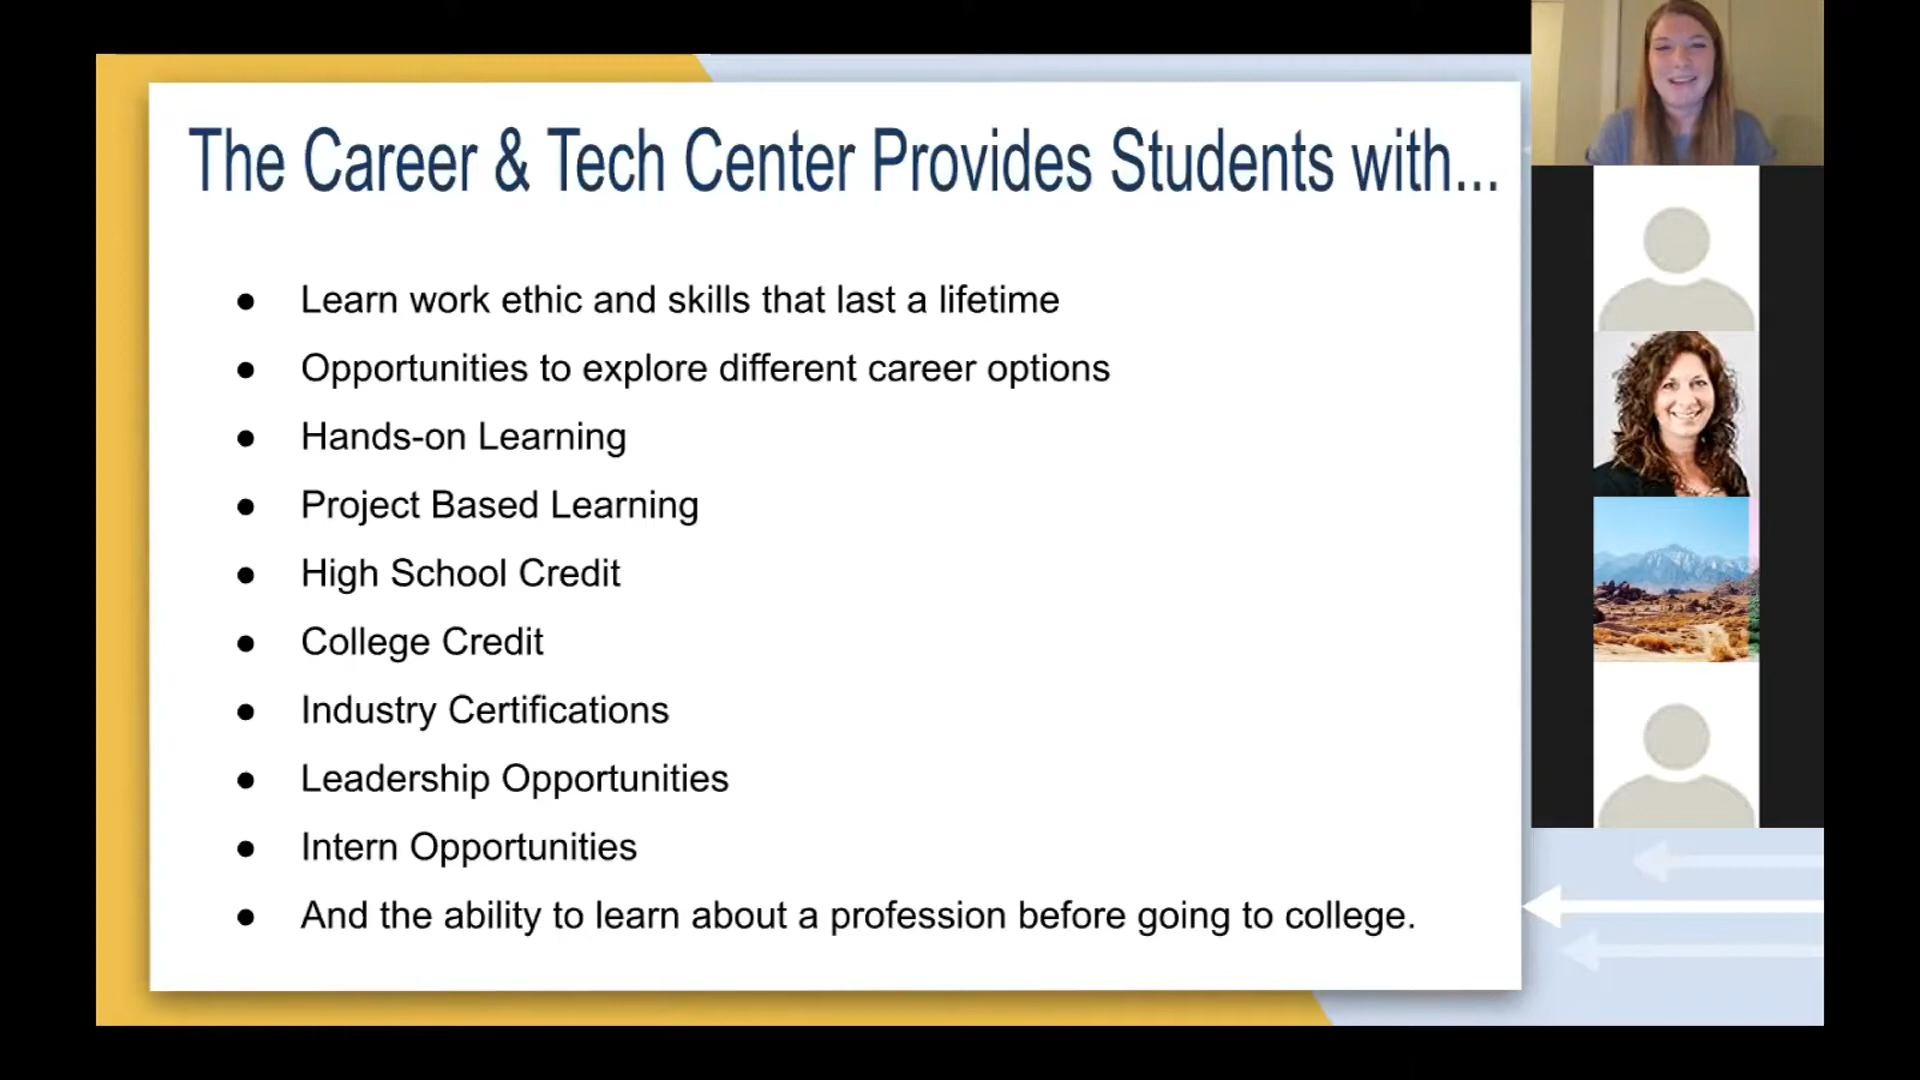 The Career & Tech Center Provides Students with...
● Learn work ethic and skills that last a lifetime
● Opportunities to explore different career options
● Hands-on Learning
● Project Based Learning
● High School Credit
● College Credit
● Industry Certifications
● Leadership Opportunities
● Intern Opportunities
● And the ability to learn about a profession before going to college.